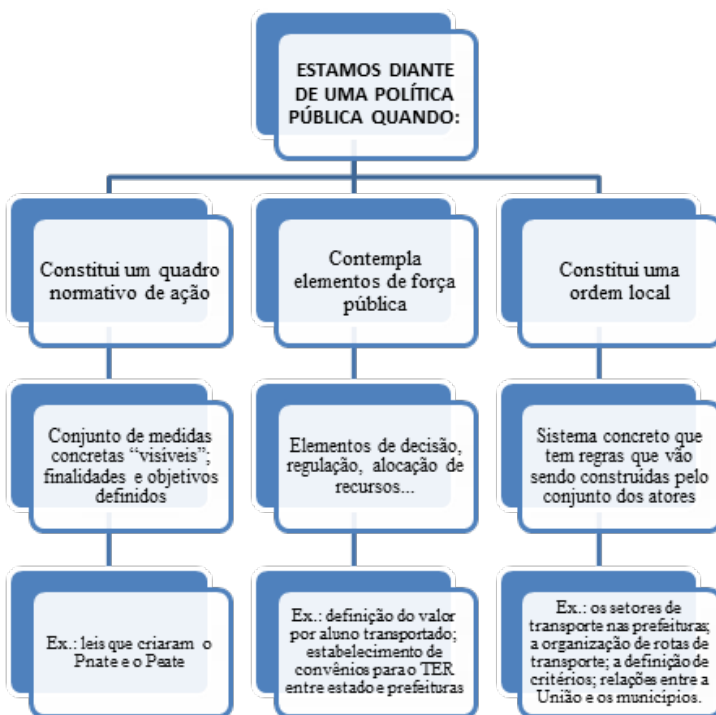 ESTAMOS DIANTE
DE UMA POLÍTICA
PÚBLICA QUANDO:
Constitui um quadro
normativo de ação
Contempla
elementos de força
pública
Constitui uma
ordem local
Conjunto de medidas
concretas “visíveis”;
finalidades e objetivos
definidos
Elementos de decisão,
regulação, alocação de
recursos...
Sistema concreto que
tem regras que vão
sendo construídas pelo
conjunto dos atores
Ex.: leis que criaram o
Pnate e o Peate
Ex.: definição do valor
por aluno transportado;
estabelecimento de
convênios para o TER
entre estado e prefeituras
Ex.: os setores de
transporte nas prefeituras;
a organização de rotas de
transporte; a definição de
critérios; relações entre a
União e os municípios.